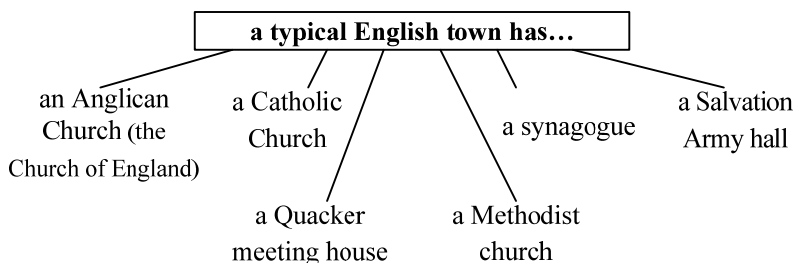 a typical English town has…
an Anglican
Church (the
Church of England)
a Catholic
Church
a synagogue
a Salvation
Army hall
a Quacker
meeting house
a Methodist
church